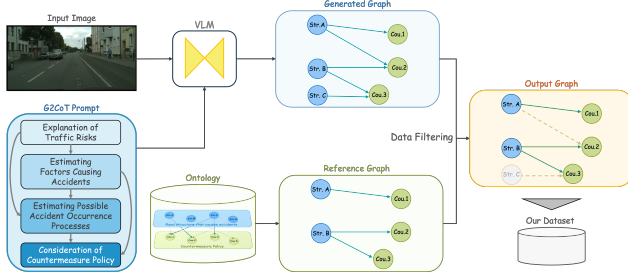 Input Image
VLM
Generated Graph
Str.A
Cou.1
Str. B
Cou.2
Str. C
Cou.3
G2CoT Prompt
Explanation of
Traffic Risks
Estimating
Factors Causing
Accidents
Estimating Possible
Accident Occurrence
Processes
Consideration of
Countermeasure Policy
Ontology
Countermeasure Policy
Reference Graph
Str. A
Cou.1
Str. B
Cou.2
Cou.3
Data Filtering
Output Graph
Str. A
Cou.1
Str. B
Cou.2
Str. C
Cou.3
Our Dataset